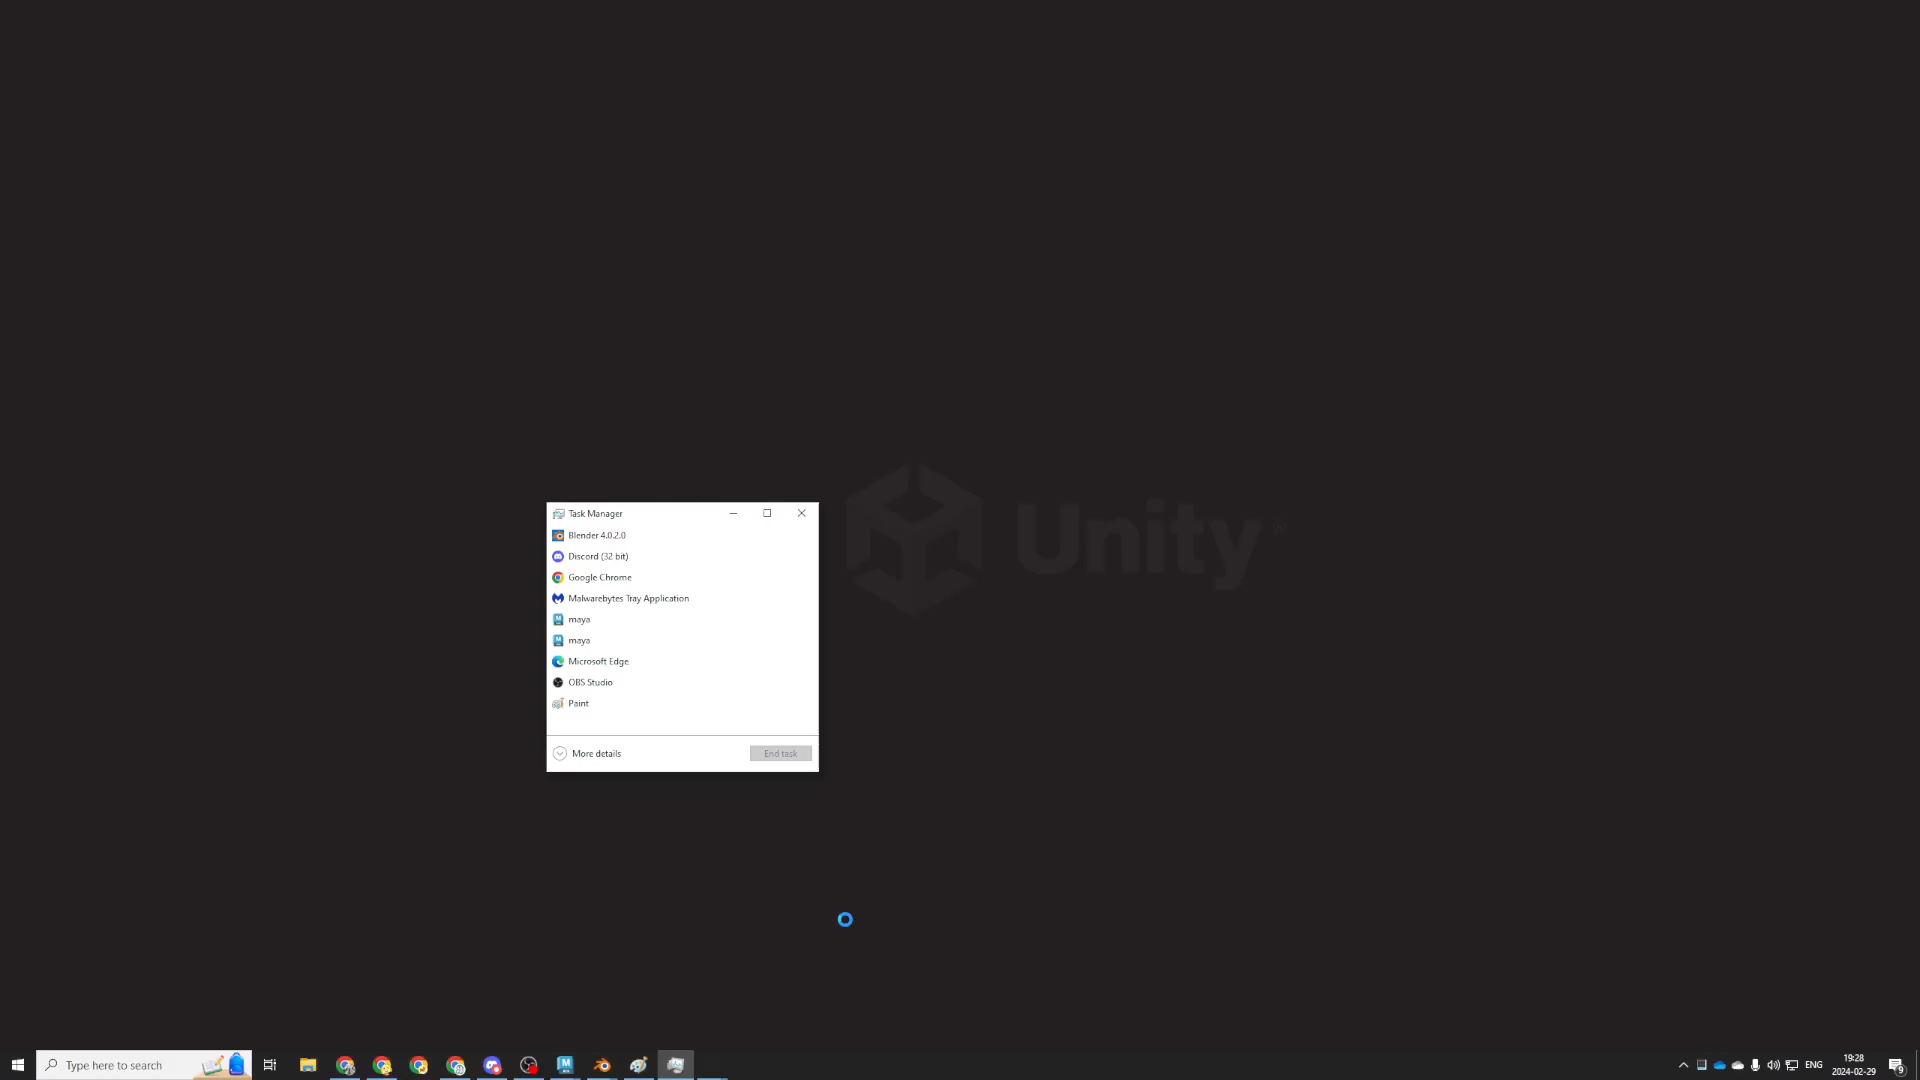 Unity®
Task Manager
Blender 4.0.2.0
Discord (32 bit)
Google Chrome
Malwarebytes Tray Application
maya
maya
Microsoft Edge
OBS Studio
Paint
More details
End task
Type here to search
ENG
19:28
2024-02-29
9